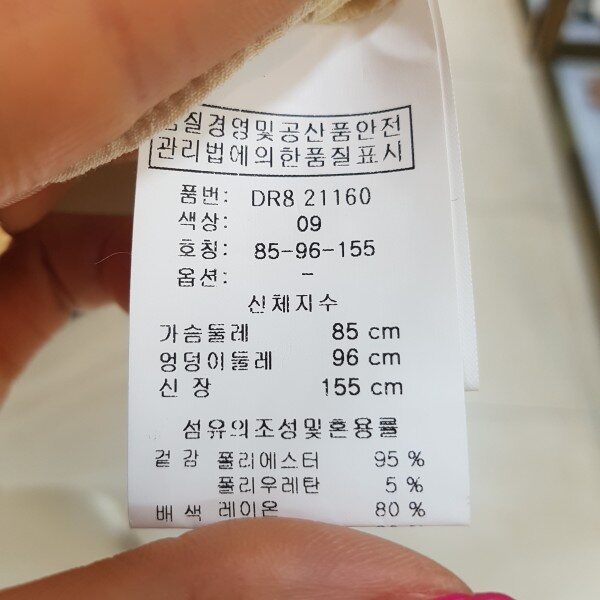 품질경영및공산품안전
관리법에의한품질표시
품번: DR8 21160
색상: 09
호칭: 85-96-155
옵션: -
신체지수
가슴둘레 85 cm
엉덩이둘레 96 cm
신 장 155 cm
섬유의조성및혼용률
겉감 폴리에스터 95 %
폴리우레탄 5 %
배색 레이온 80 %